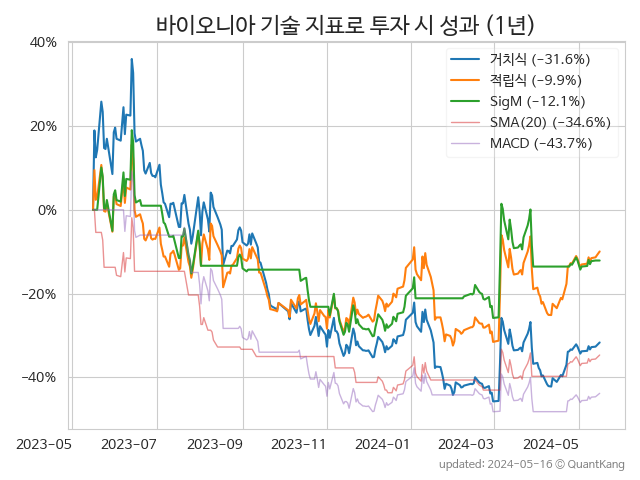 바이오니아 기술 지표로 투자 시 성과 (1년)
40%
20%
0%
−20%
−40%
거치식 (−31.6%)
적립식 (−9.9%)
SigM (−12.1%)
SMA(20) (−34.6%)
MACD (−43.7%)
2023-05 2023-07 2023-09 2023-11 2024-01 2024-03 2024-05
updated: 2024-05-16 © QuantKang